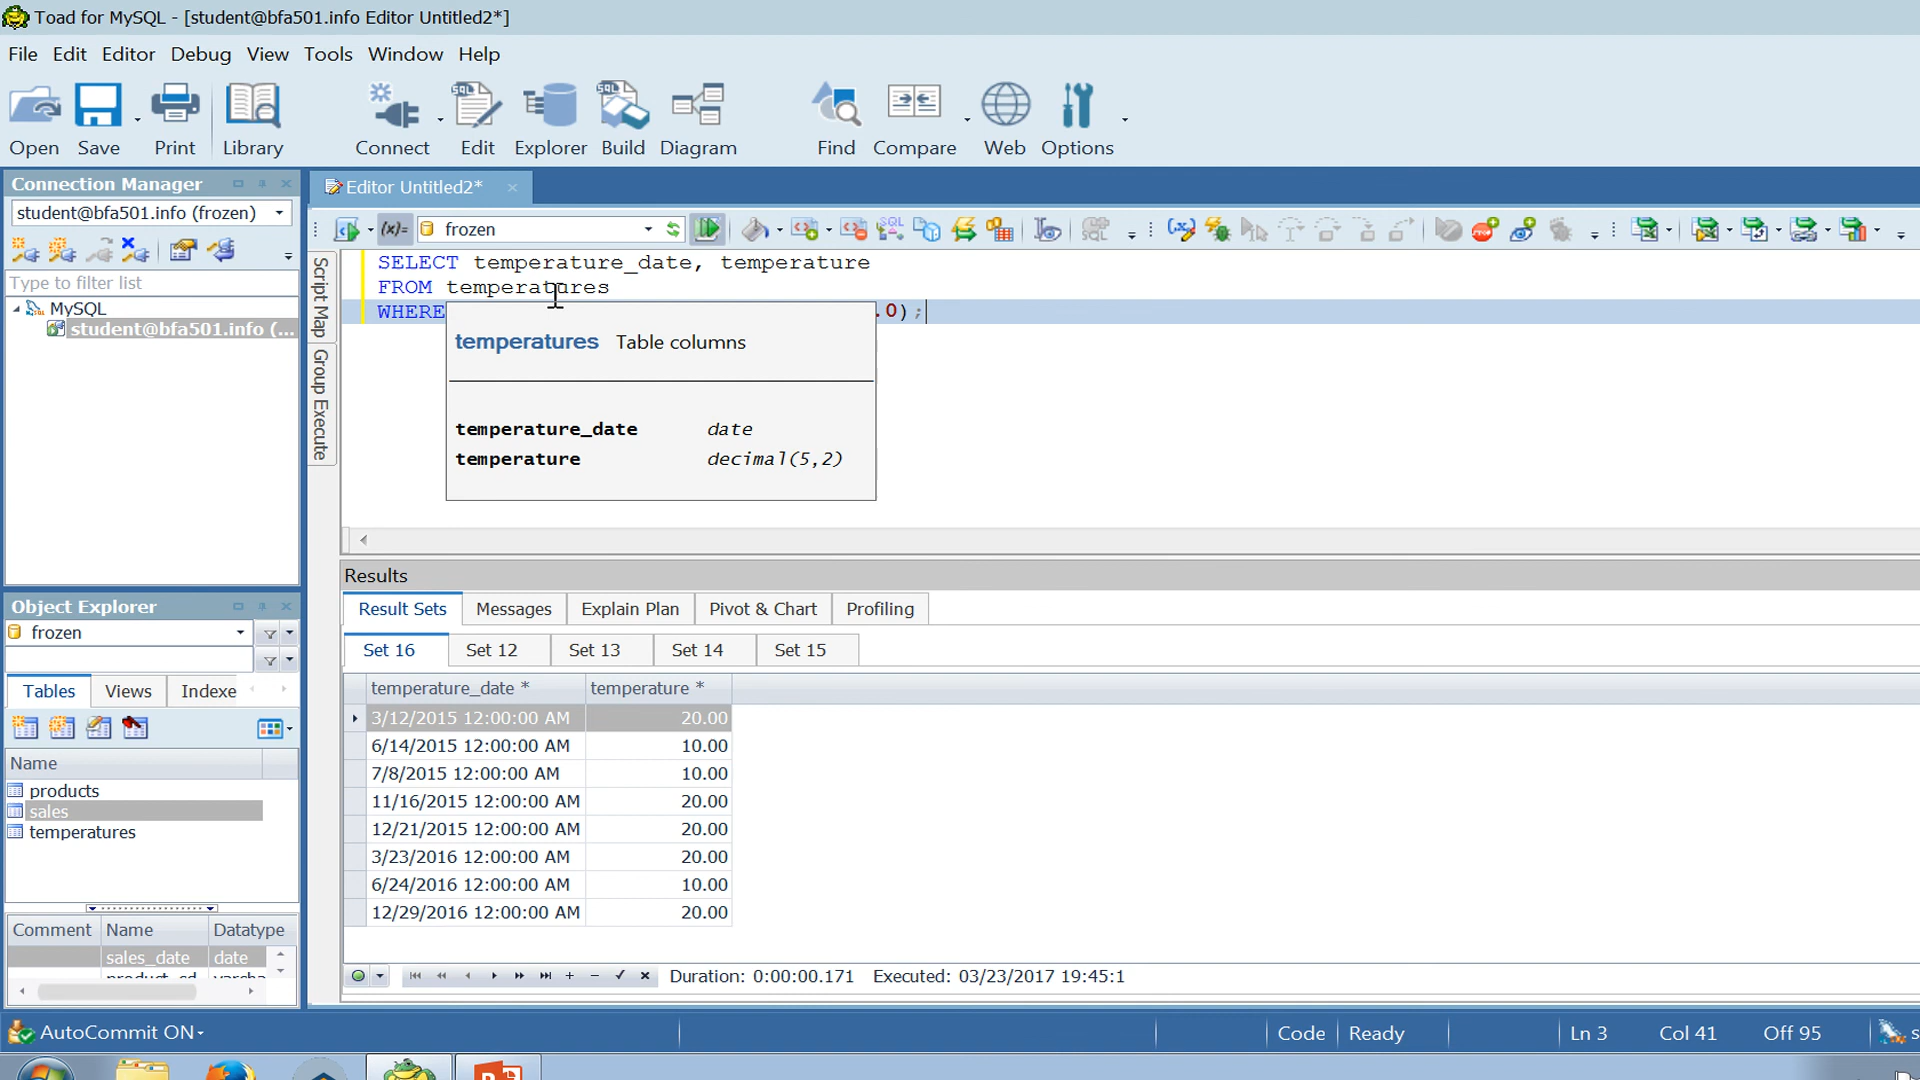 Toad for MySQL - [student@bfa501.info Editor Untitled2*]
File Edit Editor Debug View Tools Window Help
Open Save Print Library Connect Edit Explorer Build Diagram Find Compare Web Options
Connection Manager
student@bfa501.info (frozen)
Type to filter list
MySQL
student@bfa501.info (...
Editor Untitled2*
frozen
Script Map
Group Execute
SELECT temperature_date, temperature
FROM temperatures
WHERE .0);
temperatures Table columns
temperature_date date
temperature decimal(5,2)
Object Explorer
frozen
Tables Views Indexe
Name
products
sales
temperatures
Comment Name Datatype
sales_date date
Results
Result Sets Messages Explain Plan Pivot & Chart Profiling
Set 16 Set 12 Set 13 Set 14 Set 15
temperature_date * temperature *
3/12/2015 12:00:00 AM 20.00
6/14/2015 12:00:00 AM 10.00
7/8/2015 12:00:00 AM 10.00
11/16/2015 12:00:00 AM 20.00
12/21/2015 12:00:00 AM 20.00
3/23/2016 12:00:00 AM 20.00
6/24/2016 12:00:00 AM 10.00
12/29/2016 12:00:00 AM 20.00
Duration: 0:00:00.171 Executed: 03/23/2017 19:45:1
AutoCommit ON Code Ready Ln 3 Col 41 Off 95 s